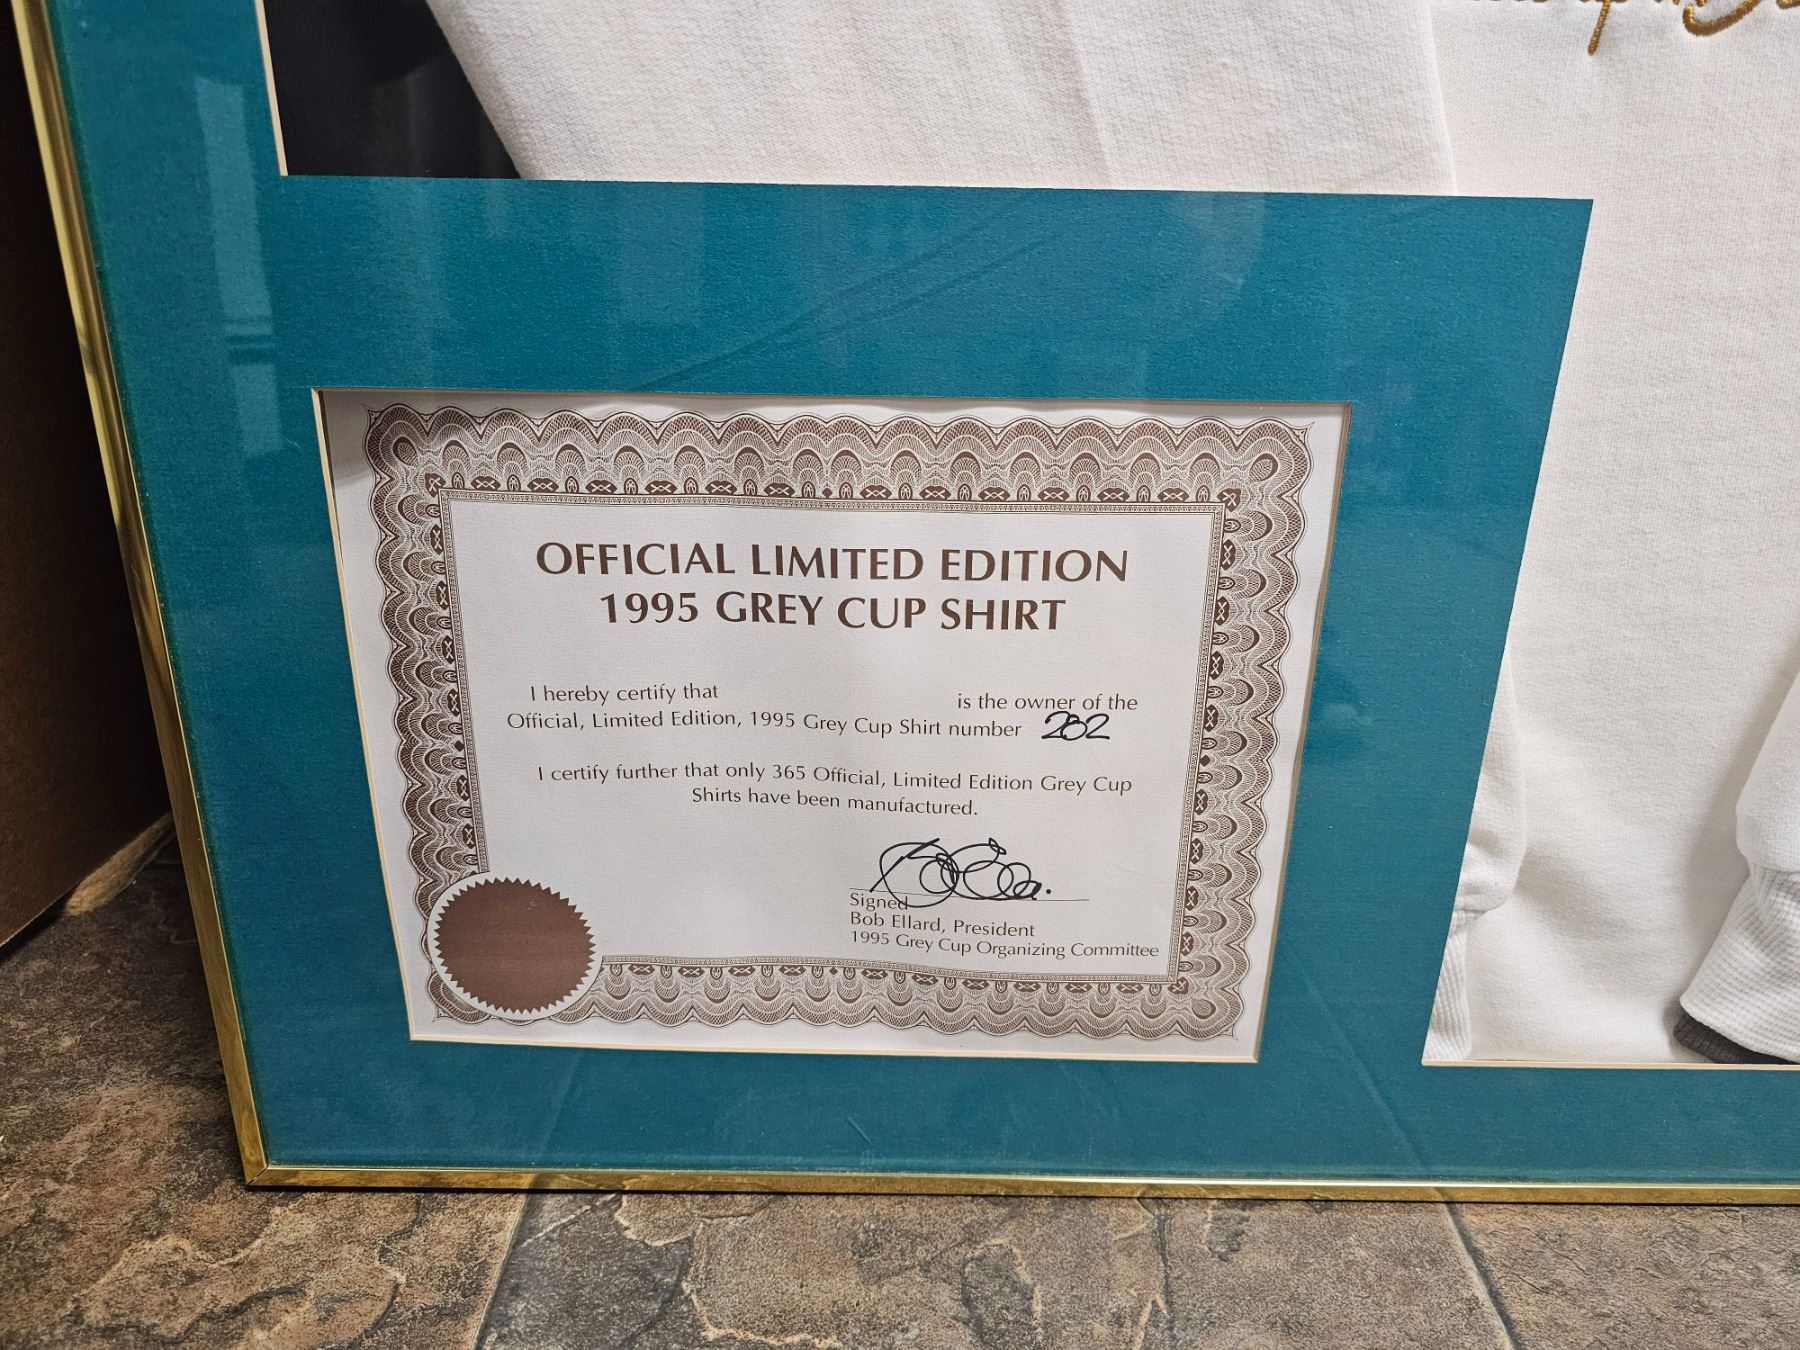 OFFICIAL LIMITED EDITION
1995 GREY CUP SHIRT
I hereby certify that is the owner of the
Official, Limited Edition, 1995 Grey Cup Shirt number 282
I certify further that only 365 Official, Limited Edition Grey Cup
Shirts have been manufactured.
Signed
Bob Ellard, President
1995 Grey Cup Organizing Committee